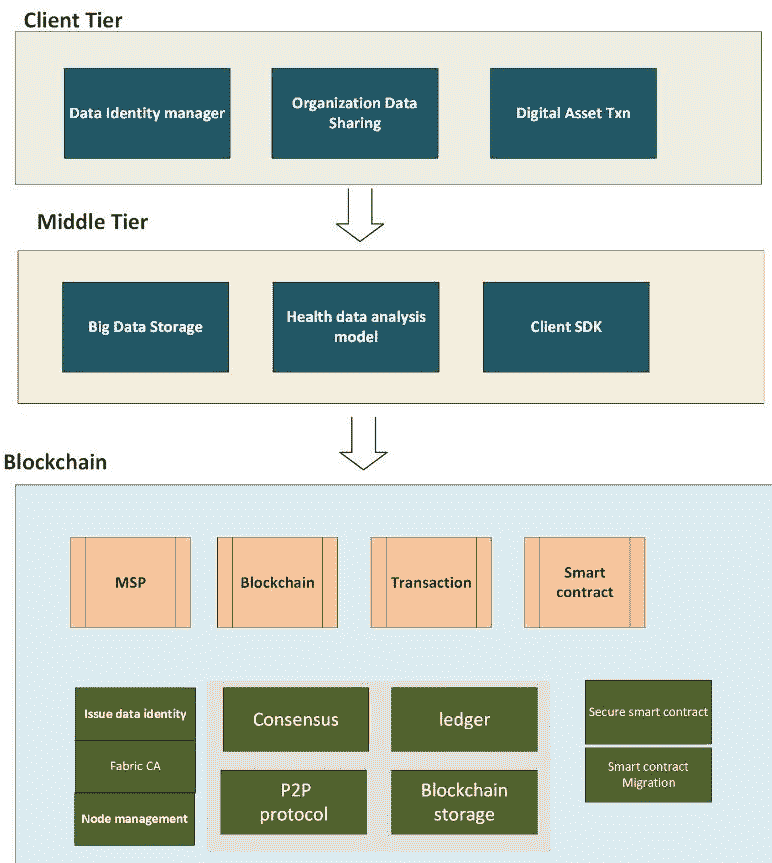 Client Tier
Data Identity manager
Organization Data
Sharing
Digital Asset Txn
Middle Tier
Big Data Storage
Health data analysis
model
Client SDK
Blockchain
MSP
Blockchain
Transaction
Smart
contract
Issue data identity
Fabric CA
Node management
Consensus
ledger
P2P
protocol
Blockchain
storage
Secure smart contract
Smart contract
Migration